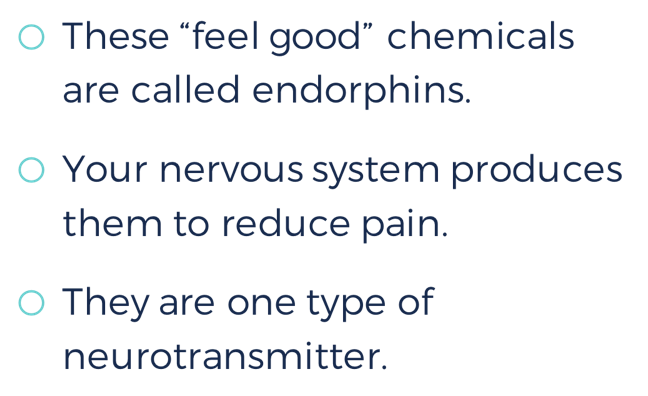 These “feel good” chemicals
are called endorphins.
Your nervous system produces
them to reduce pain.
They are one type of
neurotransmitter.